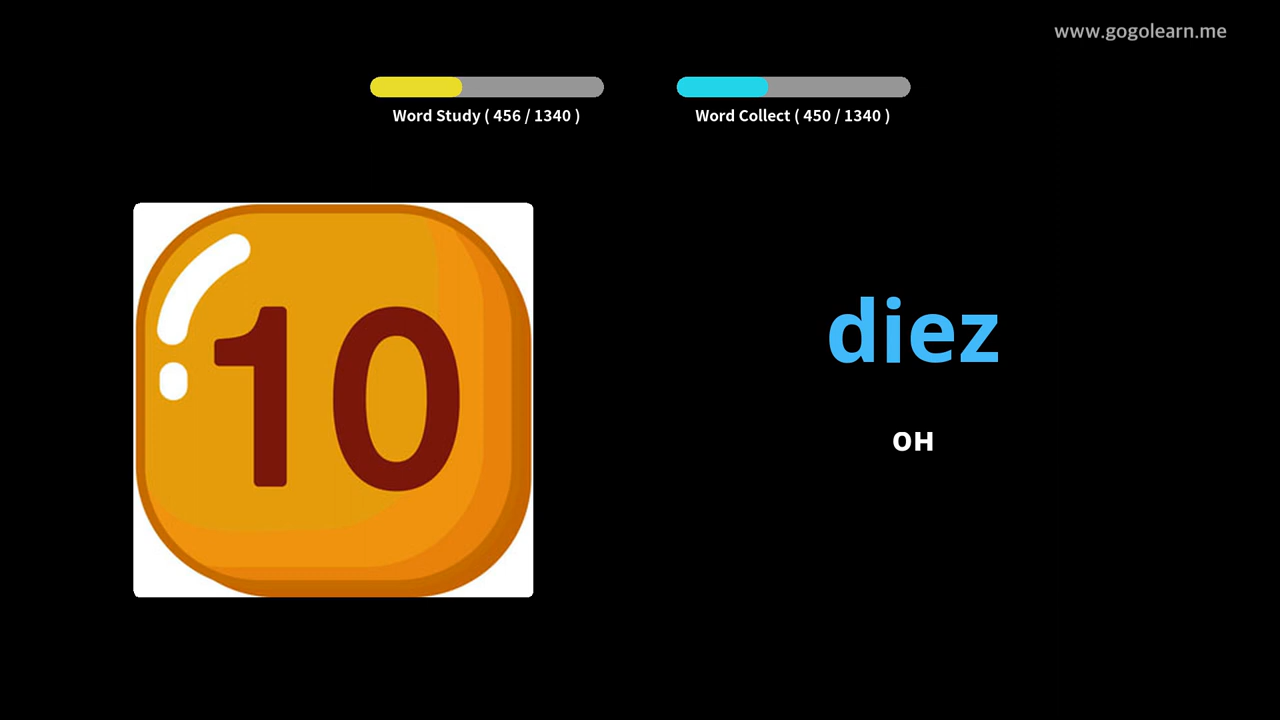 www.gogolearn.me
Word Study ( 456 / 1340 )
Word Collect ( 450 / 1340 )
10
diez
он